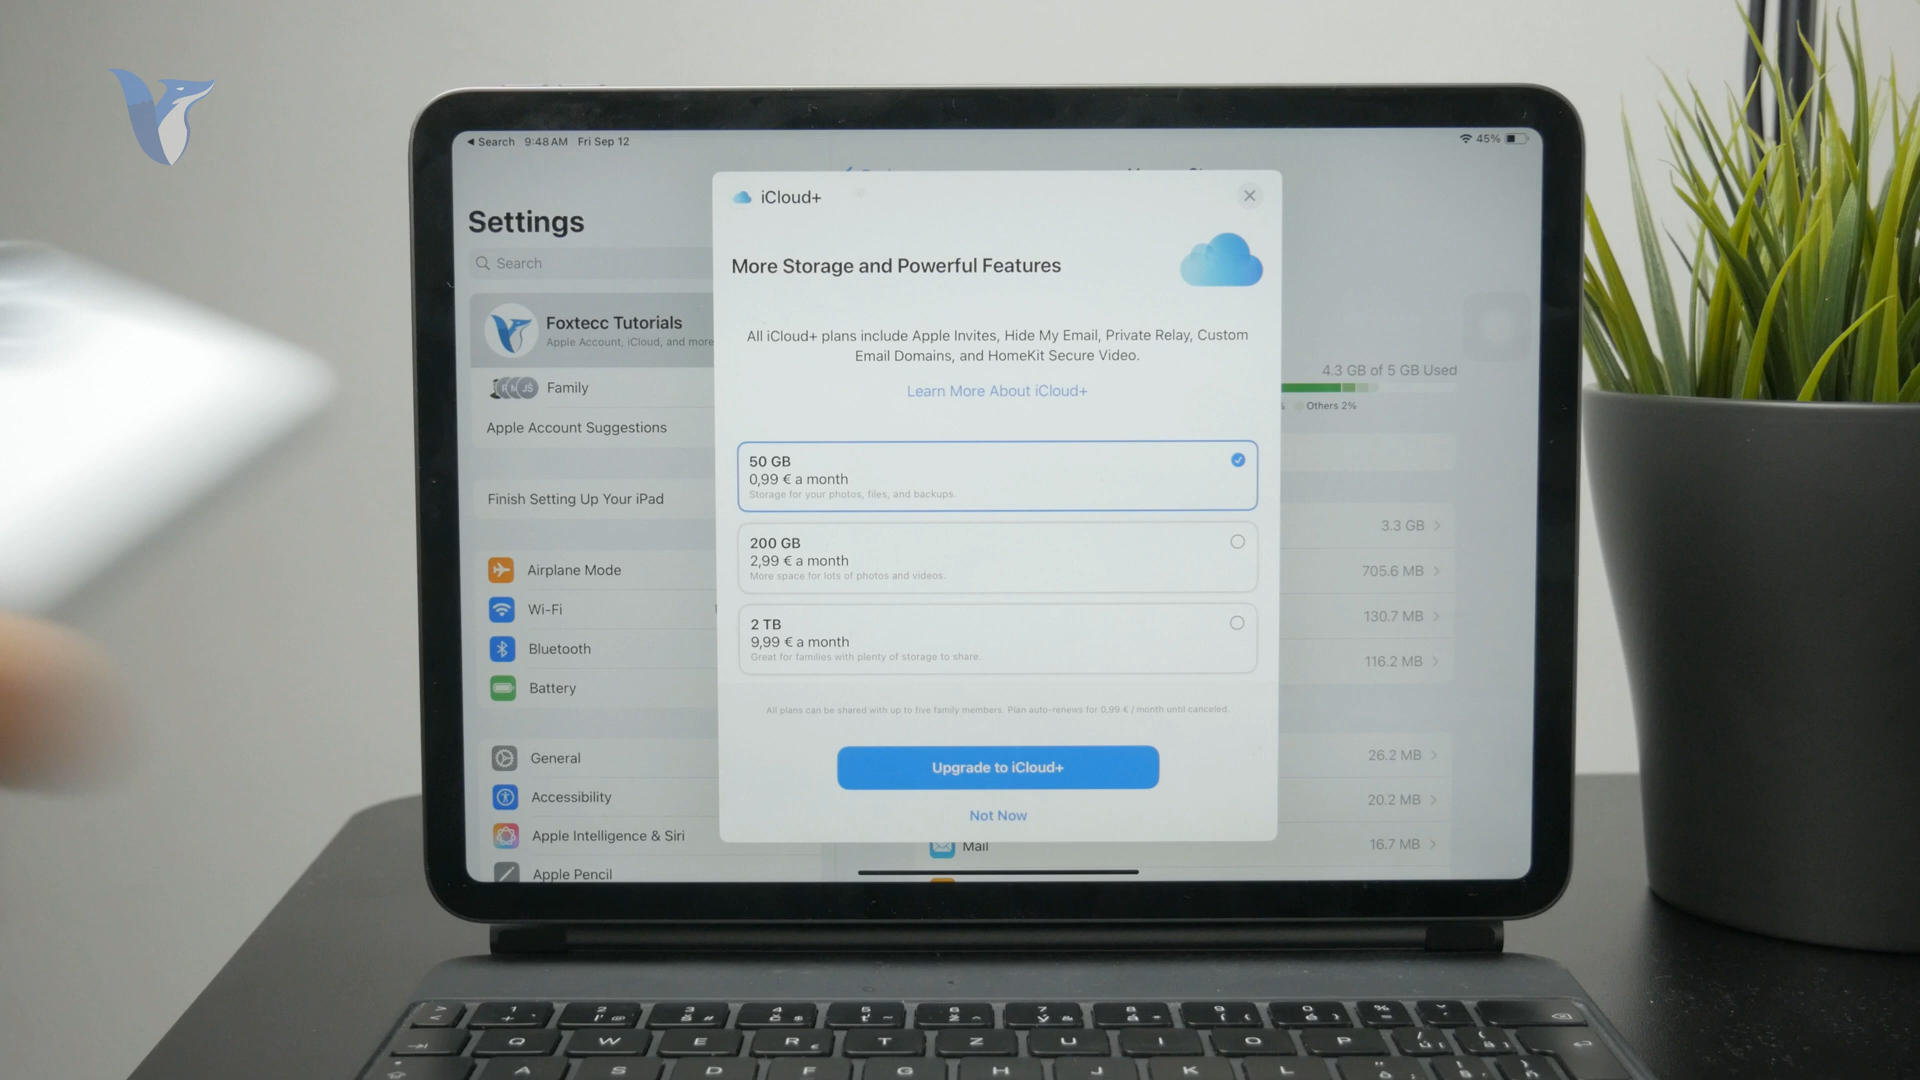 Search 9:48 AM Fri Sep 12
45%
Settings
Search
Foxtecc Tutorials
Apple Account, iCloud, and more
Family
Apple Account Suggestions
Finish Setting Up Your iPad
Airplane Mode
Wi-Fi
Bluetooth
Battery
General
Accessibility
Apple Intelligence & Siri
Apple Pencil
iCloud+
More Storage and Powerful Features
All iCloud+ plans include Apple Invites, Hide My Email, Private Relay, Custom
Email Domains, and HomeKit Secure Video.
Learn More About iCloud+
50 GB
0,99 € a month
Storage for your photos, files, and backups.
200 GB
2,99 € a month
More space for lots of photos and videos.
2 TB
9,99 € a month
Great for families with plenty of storage to share.
All plans can be shared with up to five family members. Plan auto-renews for 0,99 € / month until canceled.
Upgrade to iCloud+
Not Now
4.3 GB of 5 GB Used
Others 2%
3.3 GB
705.6 MB
130.7 MB
116.2 MB
26.2 MB
20.2 MB
Mail
16.7 MB
Q W E R T Z U I O P
A S D F G H J K L